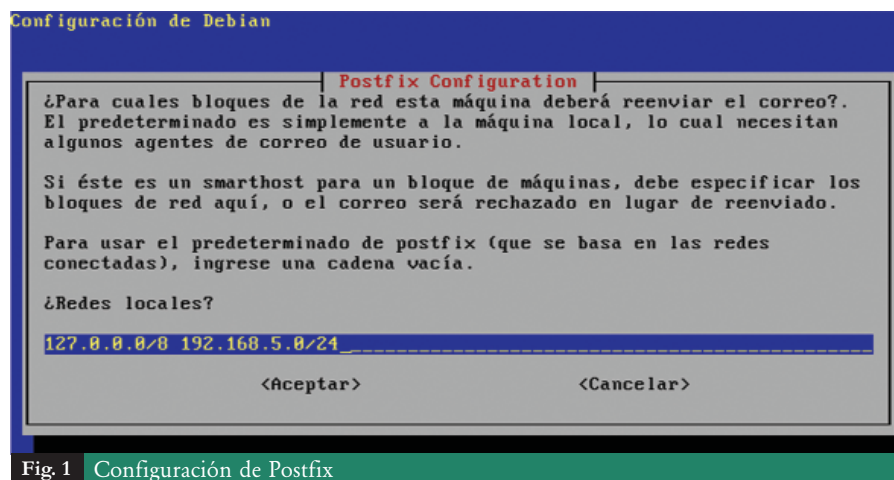 Configuración de Debian
Postfix Configuration
¿Para cuales bloques de la red esta máquina deberá reenviar el correo?.
El predeterminado es simplemente a la máquina local, lo cual necesitan
algunos agentes de correo de usuario.
Si éste es un smarthost para un bloque de máquinas, debe especificar los
bloques de red aquí, o el correo será rechazado en lugar de reenviado.
Para usar el predeterminado de postfix (que se basa en las redes
conectadas), ingrese una cadena vacía.
¿Redes locales?
127.0.0.0/8 192.168.5.0/24
<Aceptar> <Cancelar>
Fig. 1 Configuración de Postfix